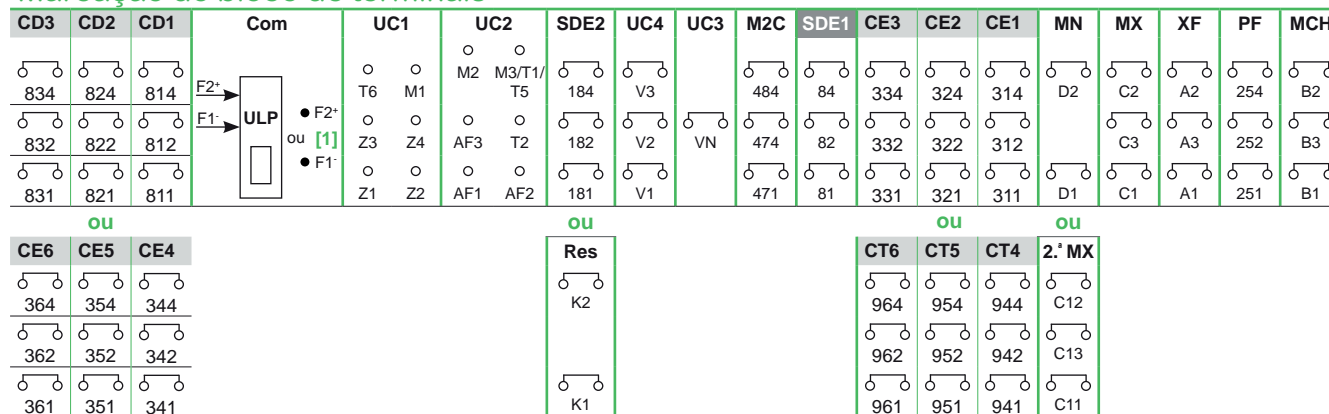 CD3 CD2 CD1 Com UC1 UC2 SDE2 UC4 UC3 M2C SDE1 CE3 CE2 CE1 MN MX XF PF MCH
M2 M3/T1/
834 824 814 F2+ T6 M1 T5 184 V3 484 84 334 324 314 D2 C2 A2 254 B2
F1- ULP F2+
832 822 812 ou [1] Z3 Z4 AF3 T2 182 V2 VN 474 82 332 322 312 C3 A3 252 B3
F1-
831 821 811 Z1 Z2 AF1 AF2 181 V1 471 81 331 321 311 D1 C1 A1 251 B1
ou ou ou ou
CE6 CE5 CE4 Res CT6 CT5 CT4 2.ª MX
364 354 344 K2 964 954 944 C12
362 352 342 962 952 942 C13
361 351 341 K1 961 951 941 C11